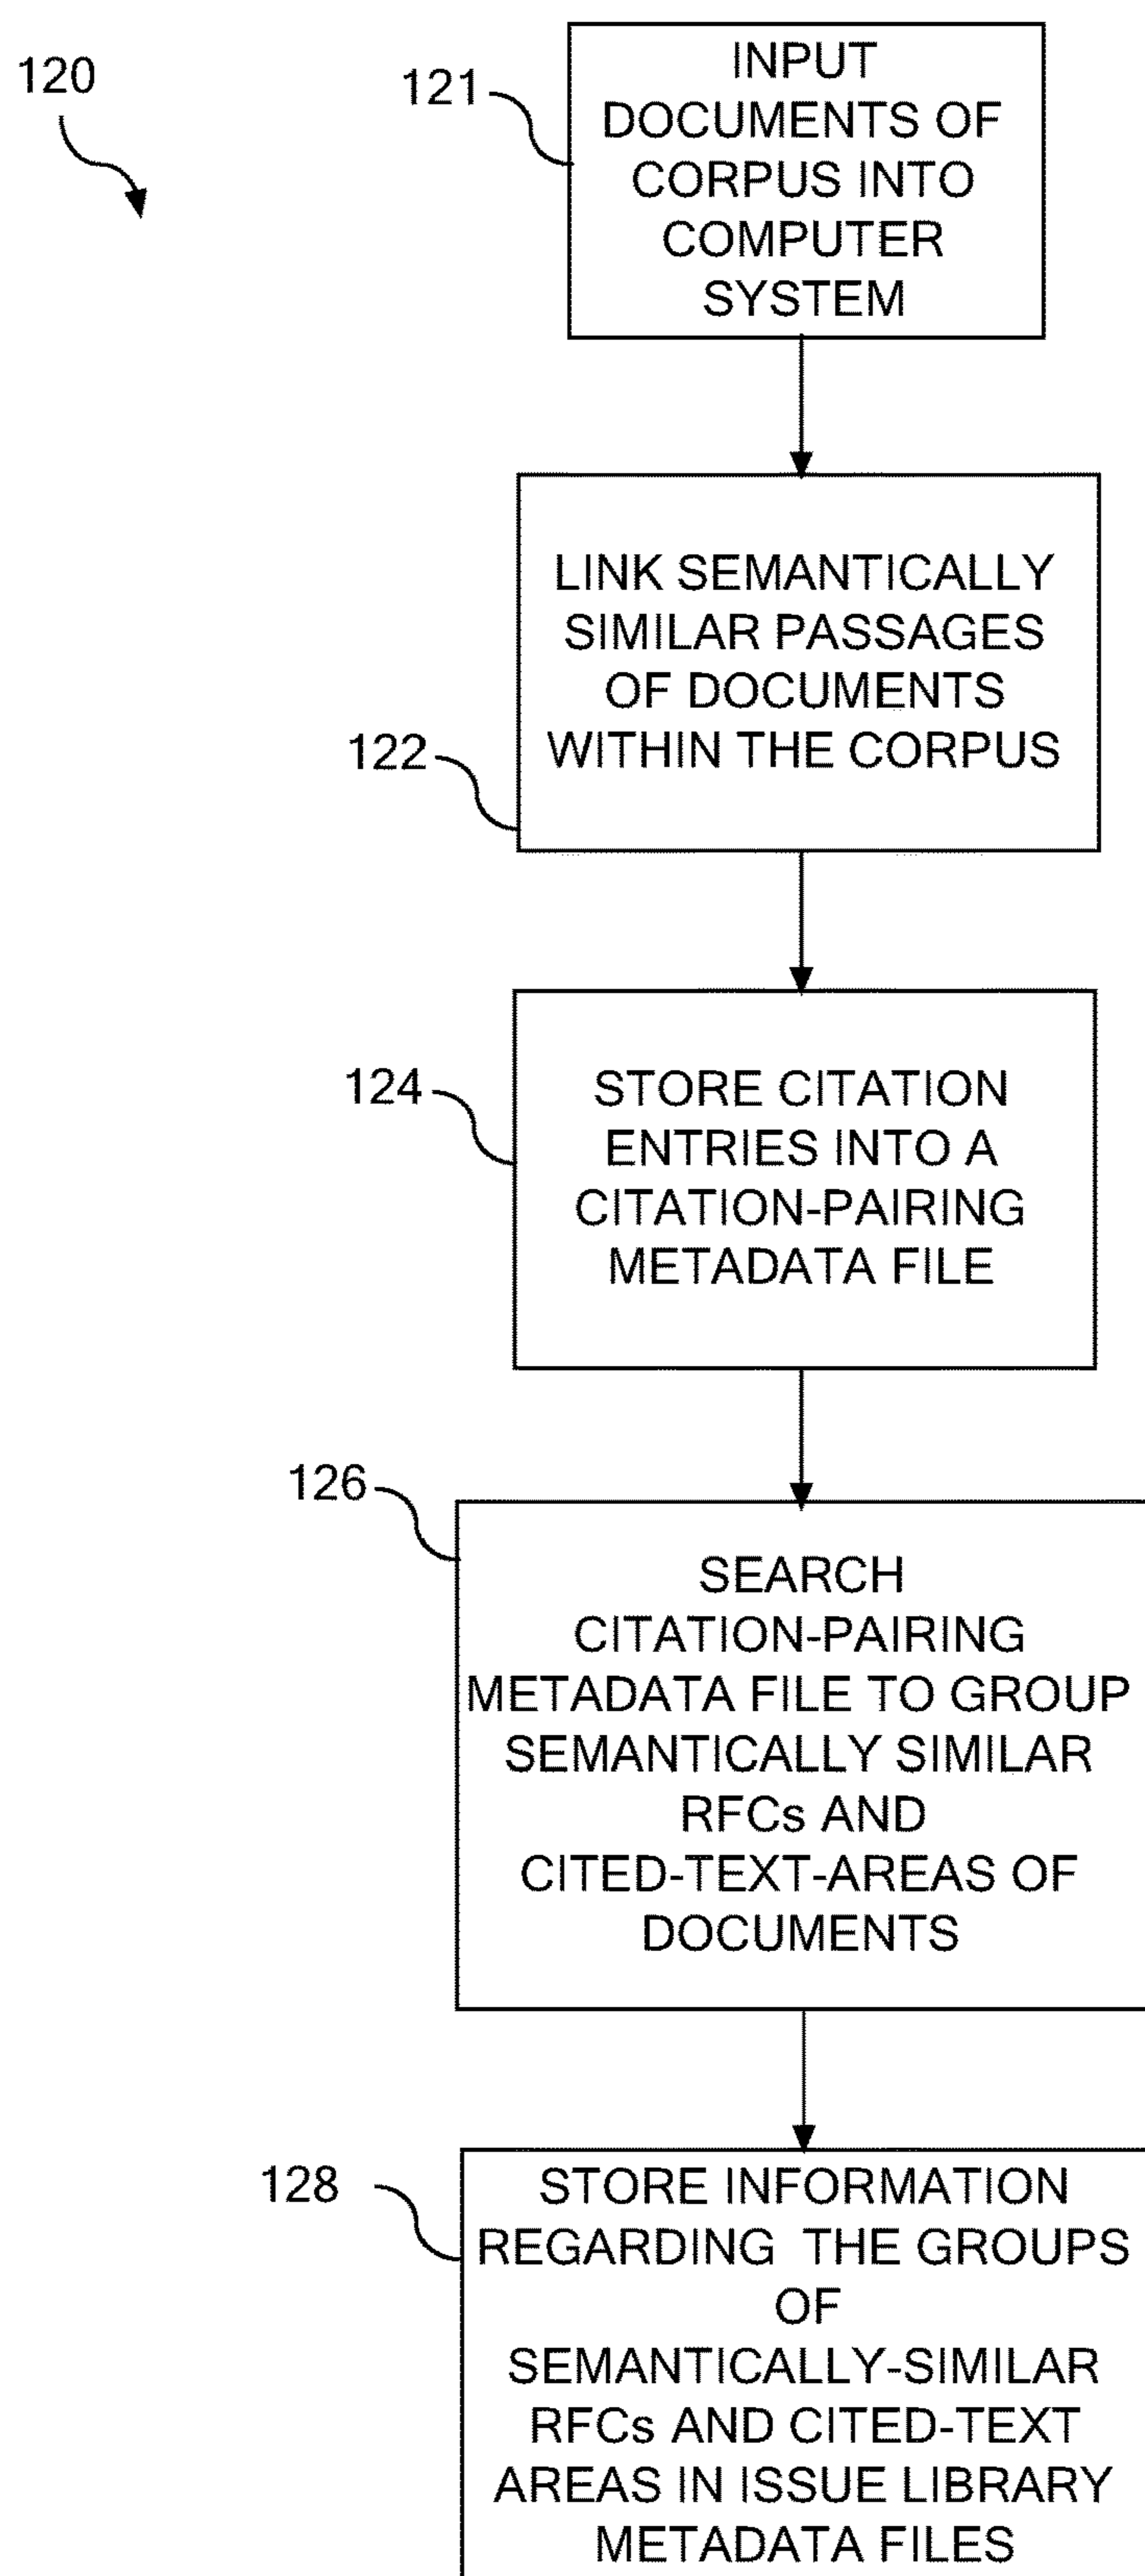 120
121
INPUT
DOCUMENTS OF
CORPUS INTO
COMPUTER
SYSTEM
122
LINK SEMANTICALLY
SIMILAR PASSAGES
OF DOCUMENTS
WITHIN THE CORPUS
124
STORE CITATION
ENTRIES INTO A
CITATION-PAIRING
METADATA FILE
126
SEARCH
CITATION-PAIRING
METADATA FILE TO GROUP
SEMANTICALLY SIMILAR
RFCs AND
CITED-TEXT-AREAS OF
DOCUMENTS
128
STORE INFORMATION
REGARDING THE GROUPS
OF
SEMANTICALLY-SIMILAR
RFCs AND CITED-TEXT
AREAS IN ISSUE LIBRARY
METADATA FILES